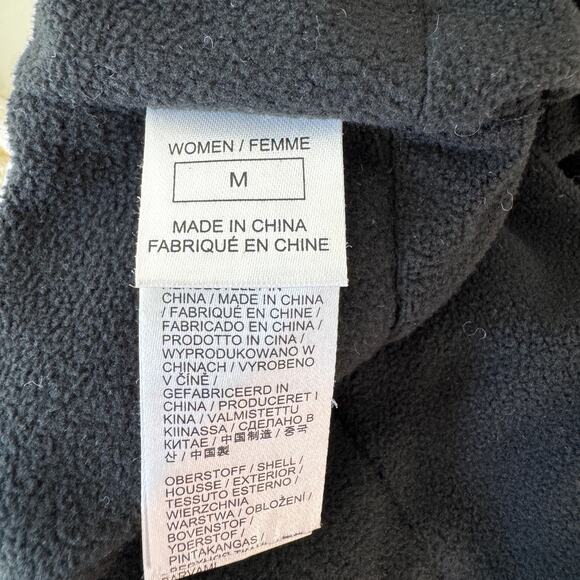 WOMEN / FEMME
M
MADE IN CHINA
FABRIQUÉ EN CHINE
CHINA / MADE IN CHINA
/ FABRIQUÉ EN CHINE /
FABRICADO EN CHINA /
PRODOTTO IN CINA /
WYPRODUKOWANO W
CHINACH / VYROBENO
V ČÍNĚ /
GEFABRICEERD IN
CHINA / PRODUCERET I
KINA / VALMISTETTU
KIINASSA / СДЕЛАНО В
КИТАЕ / 中国制造 / 중국
산 / 中国製
OBERSTOFF / SHELL /
HOUSSE / EXTERIOR /
TESSUTO ESTERNO /
WIERZCHNIA
WARSTWA / OBLOŽENÍ /
BOVENSTOF /
YDERSTOF /
PINTAKANGAS /